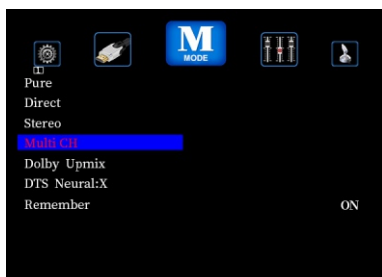 M
MODE
Pure
Direct
Stereo
Multi CH
Dolby Upmix
DTS Neural:X
Remember ON